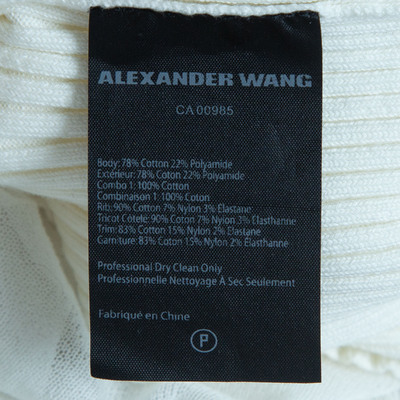 ALEXANDER WANG
CA 00985
Body: 78% Cotton 22% Polyamide
Extérieur: 78% Coton 22% Polyamide
Combo 1: 100% Cotton
Combinaison 1: 100% Coton
Rib: 90% Cotton 7% Nylon 3% Elastane
Tricot Côtelé: 90% Coton 7% Nylon 3% Élasthanne
Trim: 83% Cotton 15% Nylon 2% Elastane
Garniture: 83% Coton 15% Nylon 2% Élasthanne
Professional Dry Clean Only
Professionnelle Nettoyage À Sec Seulement
Fabriqué en Chine
P